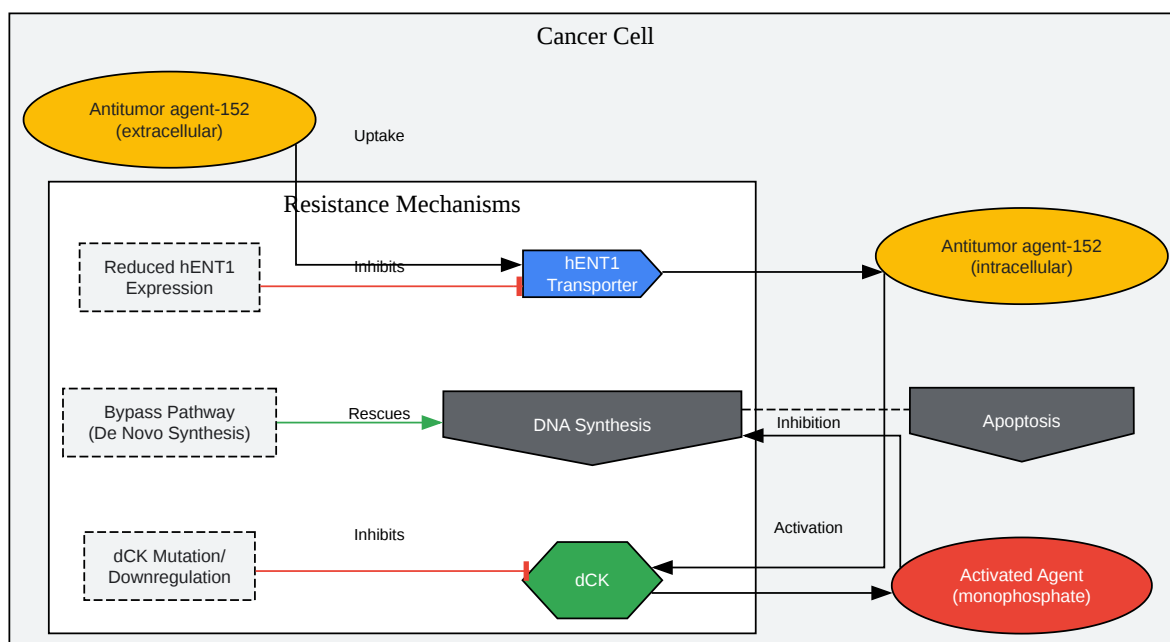 Cancer Cell
Antitumor agent-152
(extracellular)
Uptake
Resistance Mechanisms
Reduced hENT1
Expression
Inhibits
hENT1
Transporter
Antitumor agent-152
(intracellular)
Bypass Pathway
(De Novo Synthesis)
Rescues
DNA Synthesis
Inhibition
Apoptosis
dCK Mutation/
Downregulation
Inhibits
dCK
Activation
Activated Agent
(monophosphate)